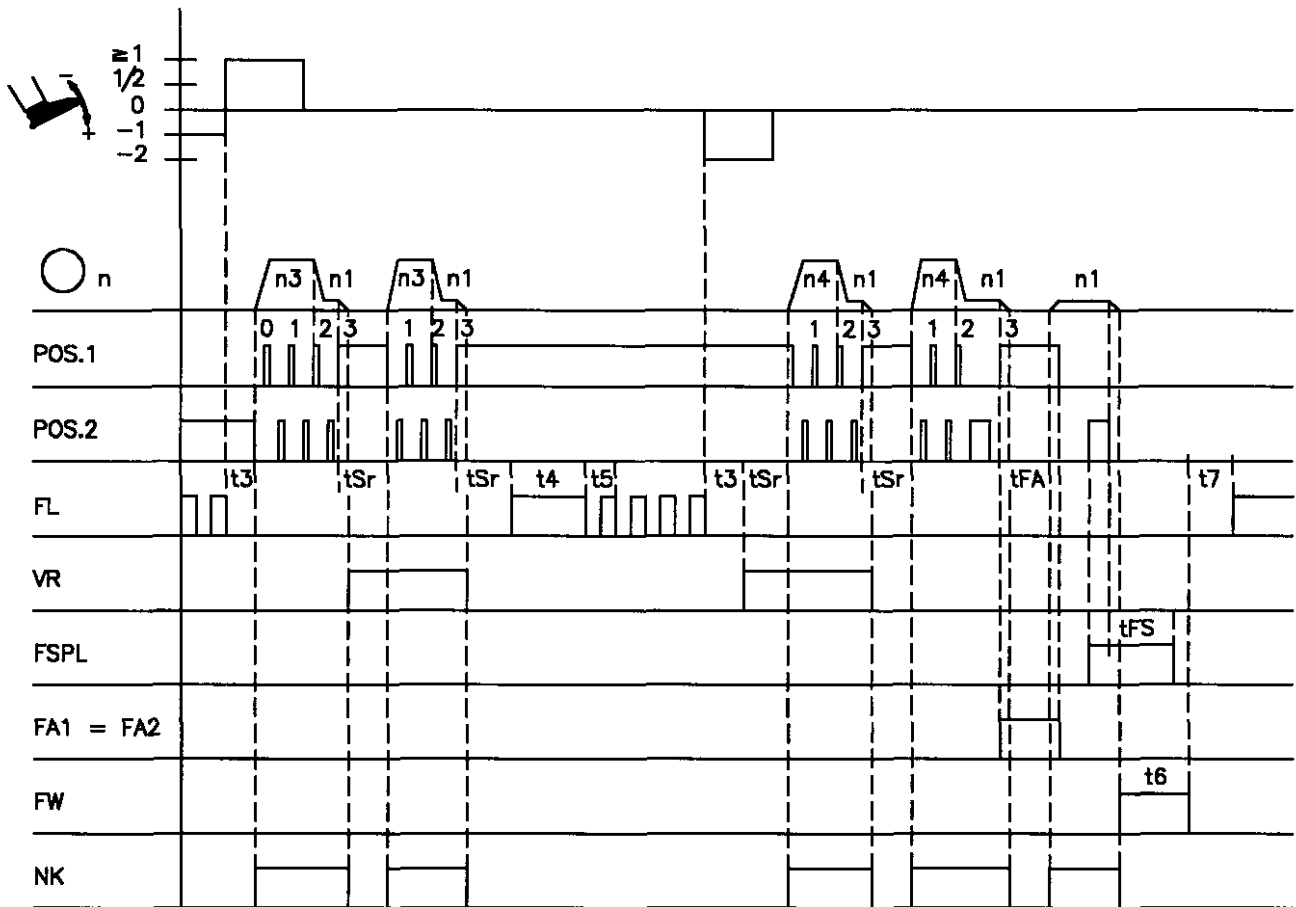 ≥1
1/2
0
−1
−2
−
+
n
n3 n1 n3 n1 n4 n1 n4 n1 n1
0 1 2 3 1 2 3 1 2 3 1 2 3
POS.1
POS.2
t3 tSr tSr t4 t5 t3 tSr tSr tFA t7
FL
VR
tFS
FSPL
FA1 = FA2
t6
FW
NK